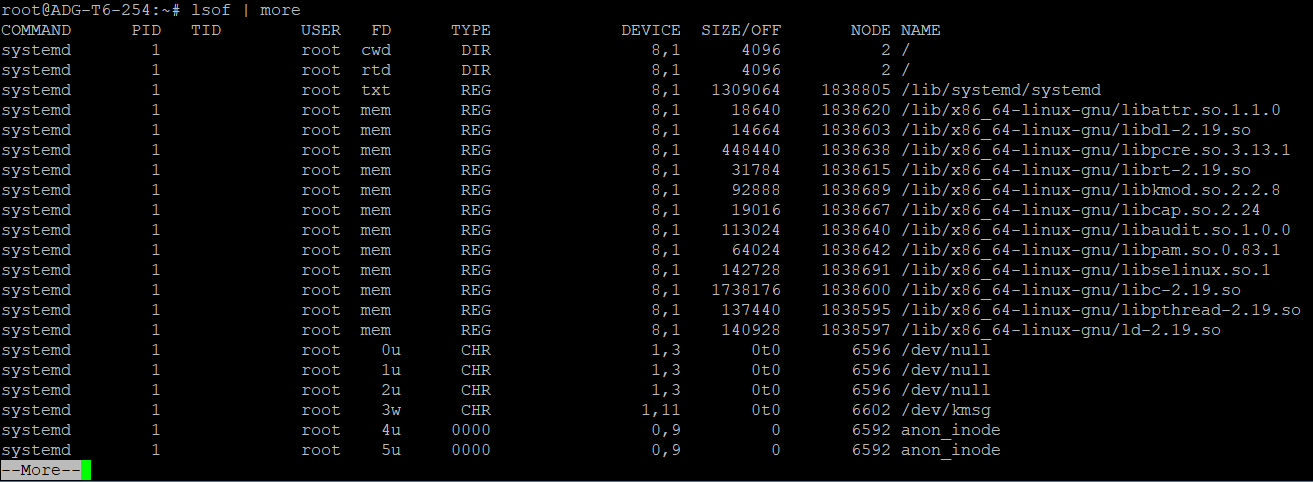 root@ADG-T6-254:~# lsof | more
COMMAND PID TID USER FD TYPE DEVICE SIZE/OFF NODE NAME
systemd 1 root cwd DIR 8,1 4096 2 /
systemd 1 root rtd DIR 8,1 4096 2 /
systemd 1 root txt REG 8,1 1309064 1838805 /lib/systemd/systemd
systemd 1 root mem REG 8,1 18640 1838620 /lib/x86_64-linux-gnu/libattr.so.1.1.0
systemd 1 root mem REG 8,1 14664 1838603 /lib/x86_64-linux-gnu/libdl-2.19.so
systemd 1 root mem REG 8,1 448440 1838638 /lib/x86_64-linux-gnu/libpcre.so.3.13.1
systemd 1 root mem REG 8,1 31784 1838615 /lib/x86_64-linux-gnu/librt-2.19.so
systemd 1 root mem REG 8,1 92888 1838689 /lib/x86_64-linux-gnu/libkmod.so.2.2.8
systemd 1 root mem REG 8,1 19016 1838667 /lib/x86_64-linux-gnu/libcap.so.2.24
systemd 1 root mem REG 8,1 113024 1838640 /lib/x86_64-linux-gnu/libaudit.so.1.0.0
systemd 1 root mem REG 8,1 64024 1838642 /lib/x86_64-linux-gnu/libpam.so.0.83.1
systemd 1 root mem REG 8,1 142728 1838691 /lib/x86_64-linux-gnu/libselinux.so.1
systemd 1 root mem REG 8,1 1738176 1838600 /lib/x86_64-linux-gnu/libc-2.19.so
systemd 1 root mem REG 8,1 137440 1838595 /lib/x86_64-linux-gnu/libpthread-2.19.so
systemd 1 root mem REG 8,1 140928 1838597 /lib/x86_64-linux-gnu/ld-2.19.so
systemd 1 root 0u CHR 1,3 0t0 6596 /dev/null
systemd 1 root 1u CHR 1,3 0t0 6596 /dev/null
systemd 1 root 2u CHR 1,3 0t0 6596 /dev/null
systemd 1 root 3w CHR 1,11 0t0 6602 /dev/kmsg
systemd 1 root 4u 0000 0,9 0 6592 anon_inode
systemd 1 root 5u 0000 0,9 0 6592 anon_inode
--More--